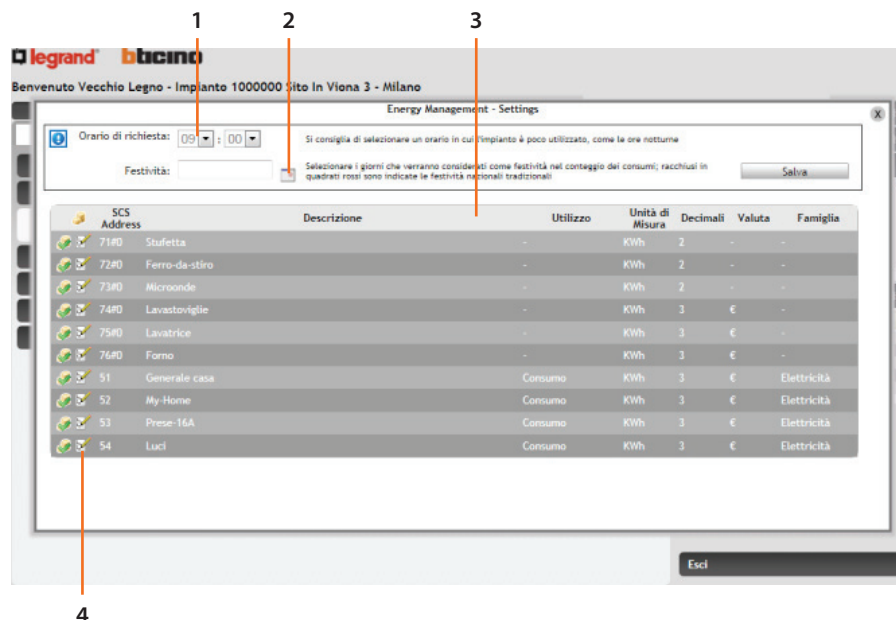 1 2 3
legrand bticino
Benvenuto Vecchio Legno - Impianto 1000000 Sito In Viona 3 - Milano
Energy Management - Settings X
Orario di richiesta: 09 : 00 Si consiglia di selezionare un orario in cui l'impianto è poco utilizzato, come le ore notturne
Festività: Selezionare i giorni che verranno considerati come festività nel conteggio dei consumi; racchiusi in
quadrati rossi sono indicate le festività nazionali tradizionali
Salva
SCS Address Descrizione Utilizzo Unità di Misura Decimali Valuta Famiglia
71#0 Stufetta - KWh 2 - -
72#0 Ferro-da-stiro - KWh 2 - -
73#0 Microonde - KWh 2 - -
74#0 Lavastoviglie - KWh 3 € -
75#0 Lavatrice - KWh 3 € -
76#0 Forno - KWh 3 € -
51 Generale casa Consumo KWh 3 € Elettricità
52 My-Home Consumo KWh 3 € Elettricità
53 Prese-16A Consumo KWh 3 € Elettricità
54 Luci Consumo KWh 3 € Elettricità
Esci
4